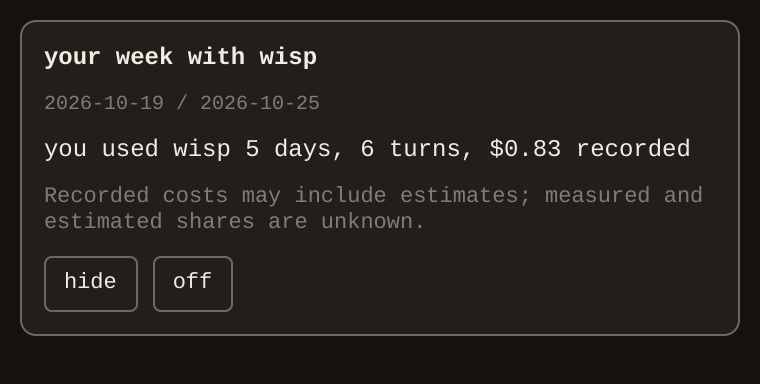 your week with wisp
2026-10-19 / 2026-10-25
you used wisp 5 days, 6 turns, $0.83 recorded
Recorded costs may include estimates; measured and
estimated shares are unknown.
hide off